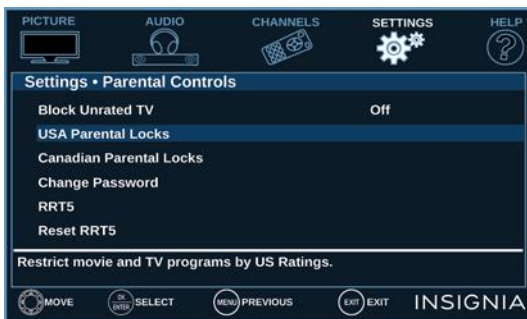 PICTURE AUDIO CHANNELS SETTINGS HELP
?
Settings • Parental Controls
Block Unrated TV Off
USA Parental Locks
Canadian Parental Locks
Change Password
RRT5
Reset RRT5
Restrict movie and TV programs by US Ratings.
MOVE OK ENTER SELECT MENU PREVIOUS EXIT EXIT INSIGNIA